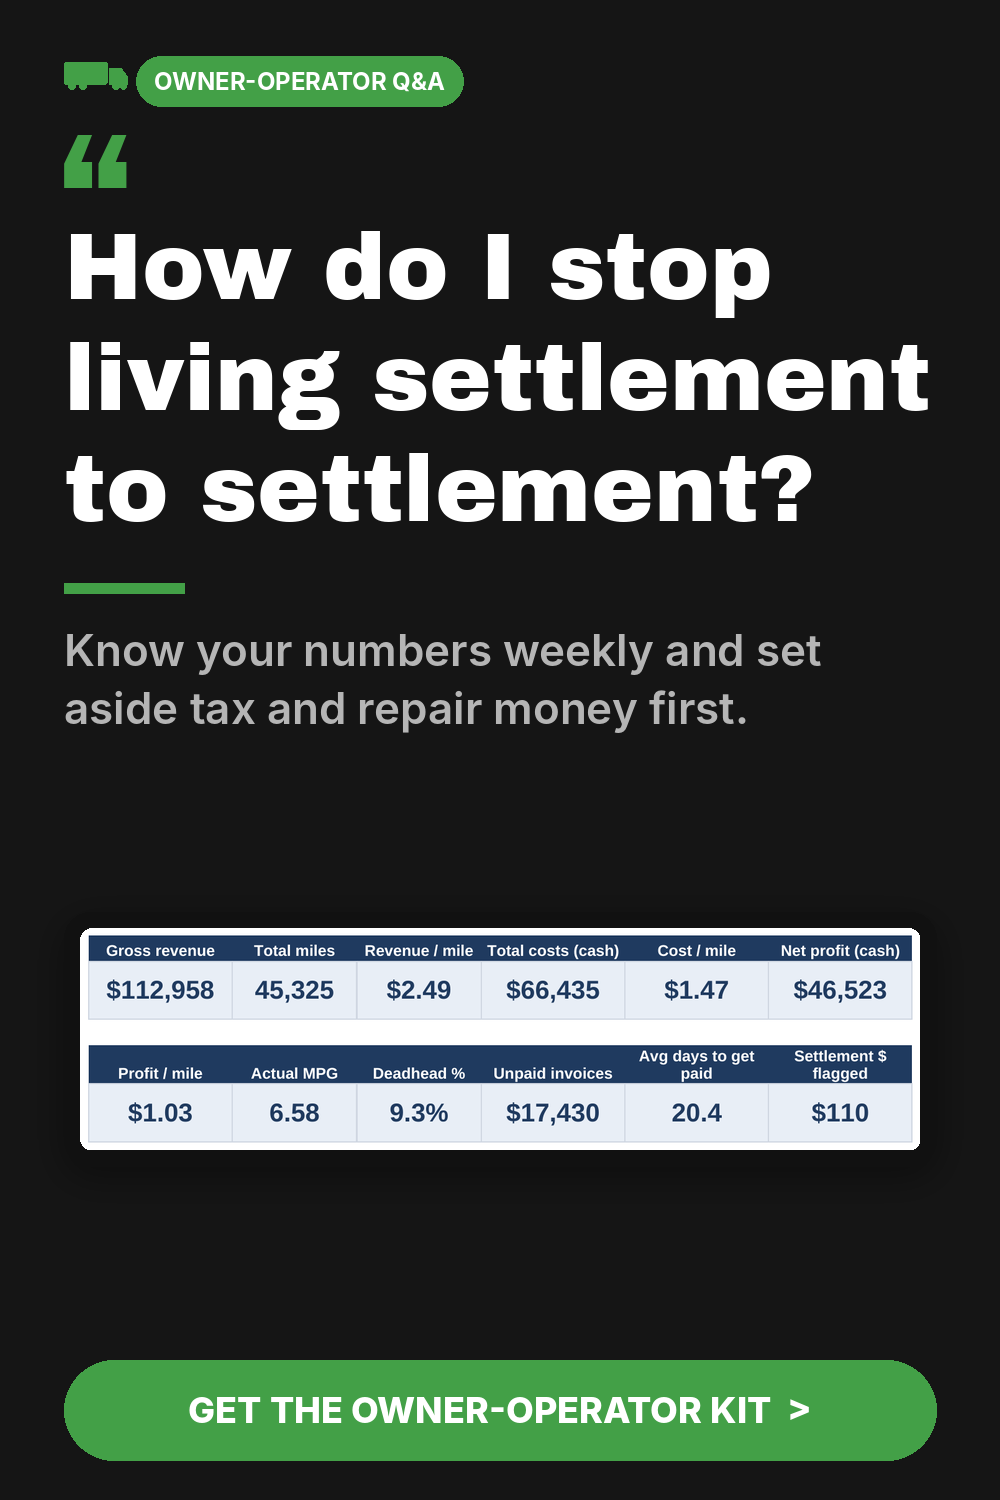 OWNER-OPERATOR Q&A
“
How do I stop
living settlement
to settlement?
Know your numbers weekly and set
aside tax and repair money first.
Gross revenue Total miles Revenue / mile Total costs (cash) Cost / mile Net profit (cash)
$112,958 45,325 $2.49 $66,435 $1.47 $46,523
Profit / mile Actual MPG Deadhead % Unpaid invoices Avg days to get paid Settlement $ flagged
$1.03 6.58 9.3% $17,430 20.4 $110
GET THE OWNER-OPERATOR KIT >